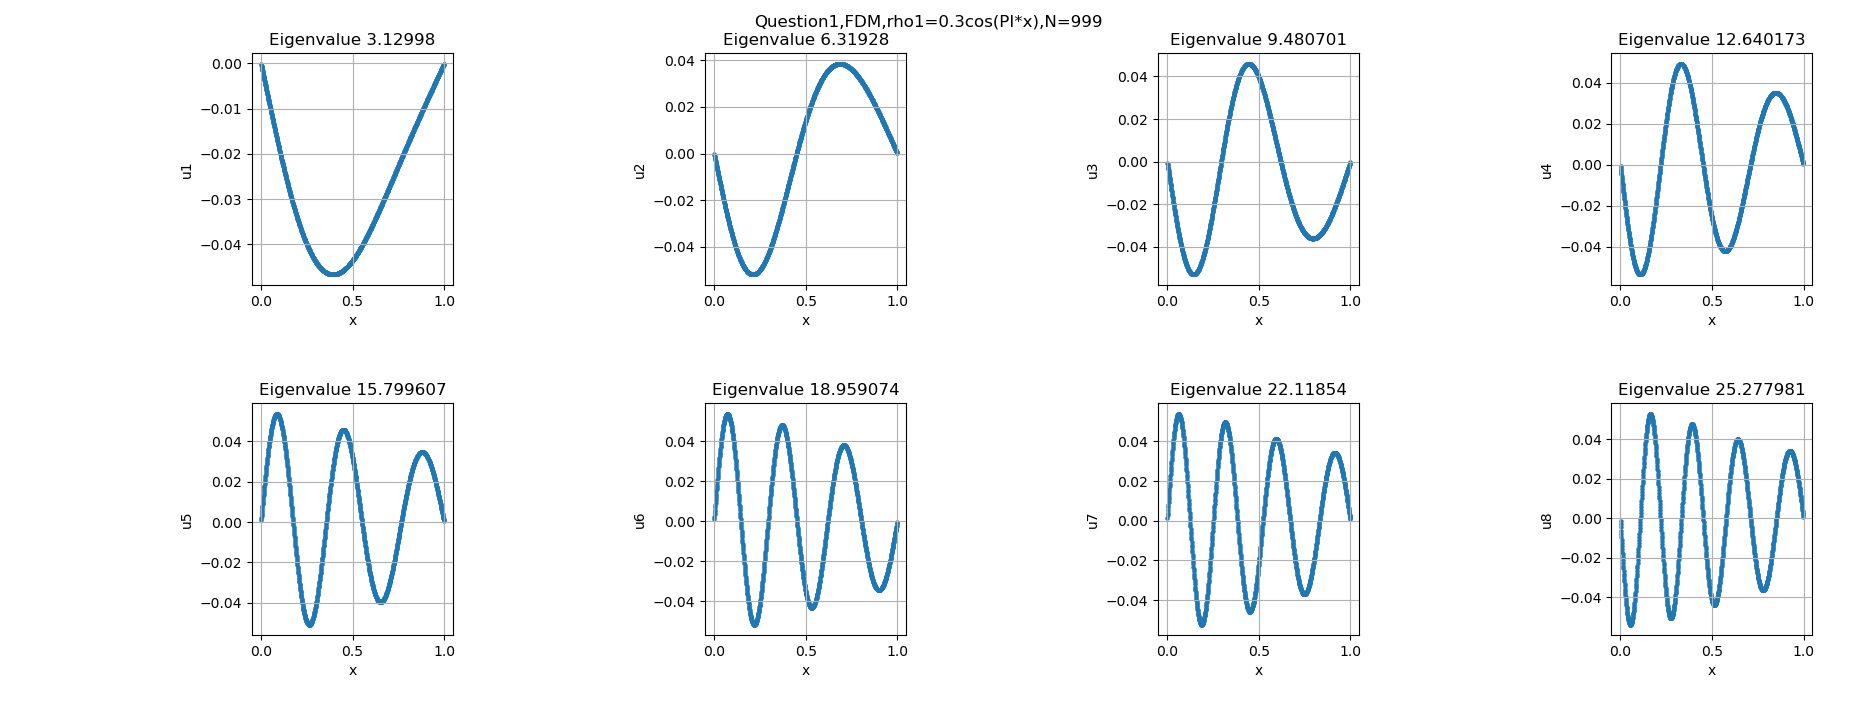 Question1,FDM,rho1=0.3cos(PI*x),N=999
Eigenvalue 3.12998
0.00
−0.01
−0.02
−0.03
−0.04
u1
0.0 0.5 1.0
x
Eigenvalue 6.31928
0.04
0.02
0.00
−0.02
−0.04
u2
0.0 0.5 1.0
x
Eigenvalue 9.480701
0.04
0.02
0.00
−0.02
−0.04
u3
0.0 0.5 1.0
x
Eigenvalue 12.640173
0.04
0.02
0.00
−0.02
−0.04
u4
0.0 0.5 1.0
x
Eigenvalue 15.799607
0.04
0.02
0.00
−0.02
−0.04
u5
0.0 0.5 1.0
x
Eigenvalue 18.959074
0.04
0.02
0.00
−0.02
−0.04
u6
0.0 0.5 1.0
x
Eigenvalue 22.11854
0.04
0.02
0.00
−0.02
−0.04
u7
0.0 0.5 1.0
x
Eigenvalue 25.277981
0.04
0.02
0.00
−0.02
−0.04
u8
0.0 0.5 1.0
x